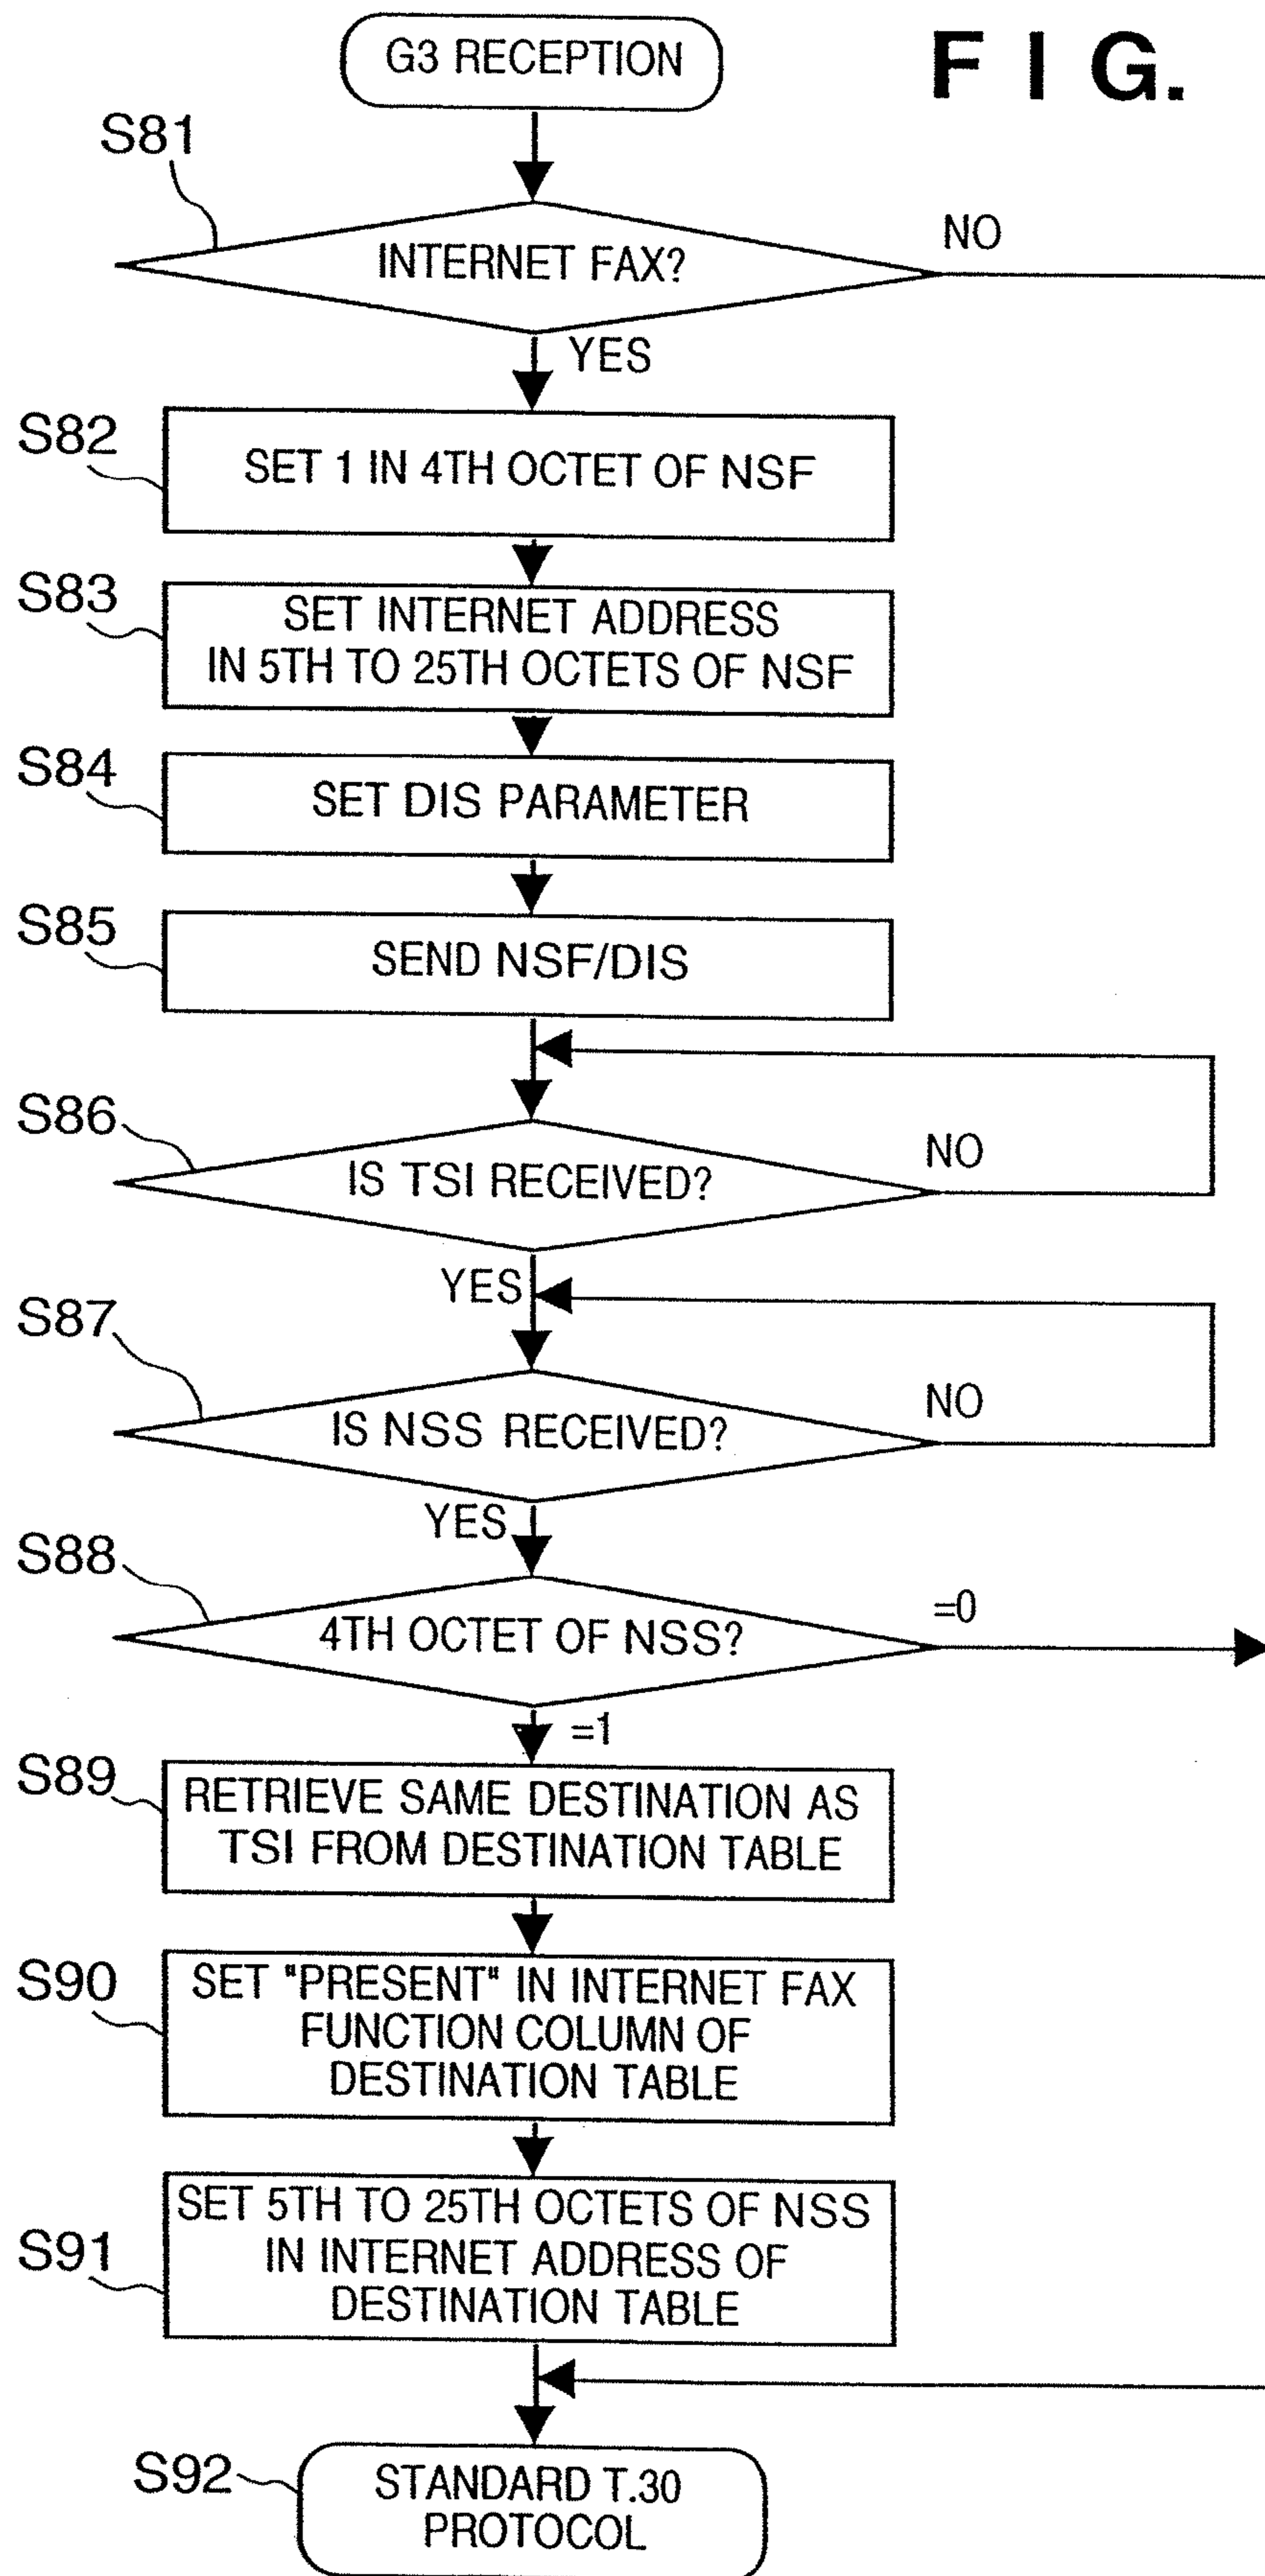 G3 RECEPTION
FIG.
S81
INTERNET FAX?
NO
YES
S82
SET 1 IN 4TH OCTET OF NSF
S83
SET INTERNET ADDRESS
IN 5TH TO 25TH OCTETS OF NSF
S84
SET DIS PARAMETER
S85
SEND NSF/DIS
S86
IS TSI RECEIVED?
NO
YES
S87
IS NSS RECEIVED?
NO
YES
S88
4TH OCTET OF NSS?
=0
=1
S89
RETRIEVE SAME DESTINATION AS
TSI FROM DESTINATION TABLE
S90
SET "PRESENT" IN INTERNET FAX
FUNCTION COLUMN OF
DESTINATION TABLE
S91
SET 5TH TO 25TH OCTETS OF NSS
IN INTERNET ADDRESS OF
DESTINATION TABLE
S92
STANDARD T.30
PROTOCOL